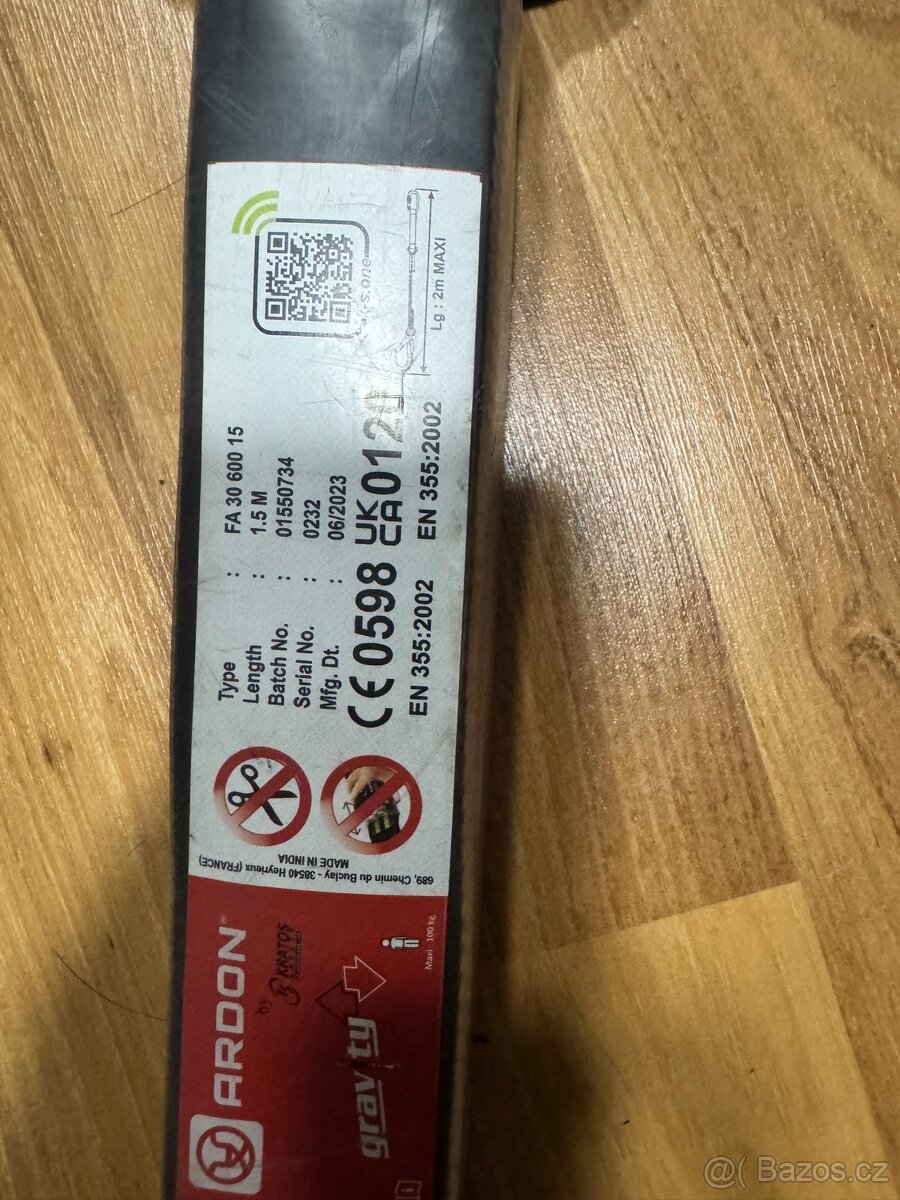 ARDON®
by KRATOS
gravity
Maxi : 100 kg
689, Chemin du Buclay - 38540 Heyrieux (FRANCE)
MADE IN INDIA
Type : FA 30 600 15
Length : 1.5 M
Batch No. : 01550734
Serial No. : 0232
Mfg. Dt. : 06/2023
CE 0598 UK CA 0120
EN 355:2002 EN 355:2002
Lg : 2m MAXI
@( Bazos.cz